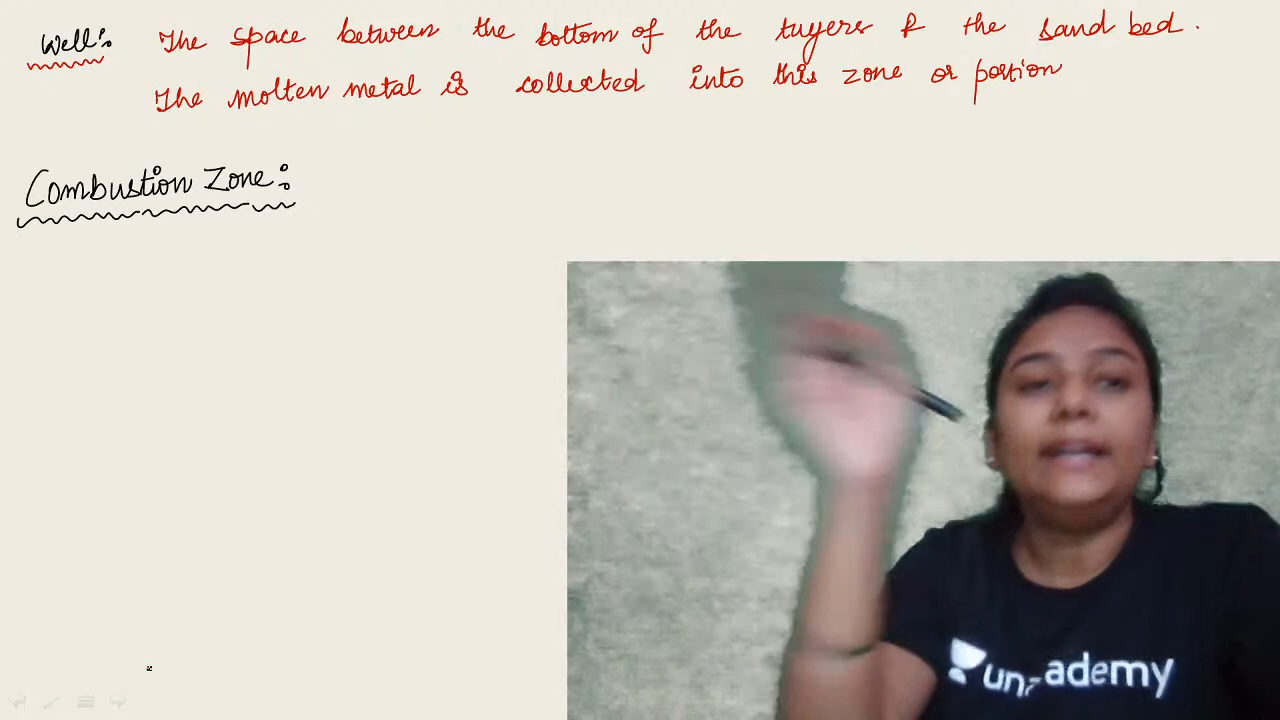 Well:
The space between the bottom of the tuyers & the sand bed.
The molten metal is collected into this zone or portion
Combustion Zone:
unacademy